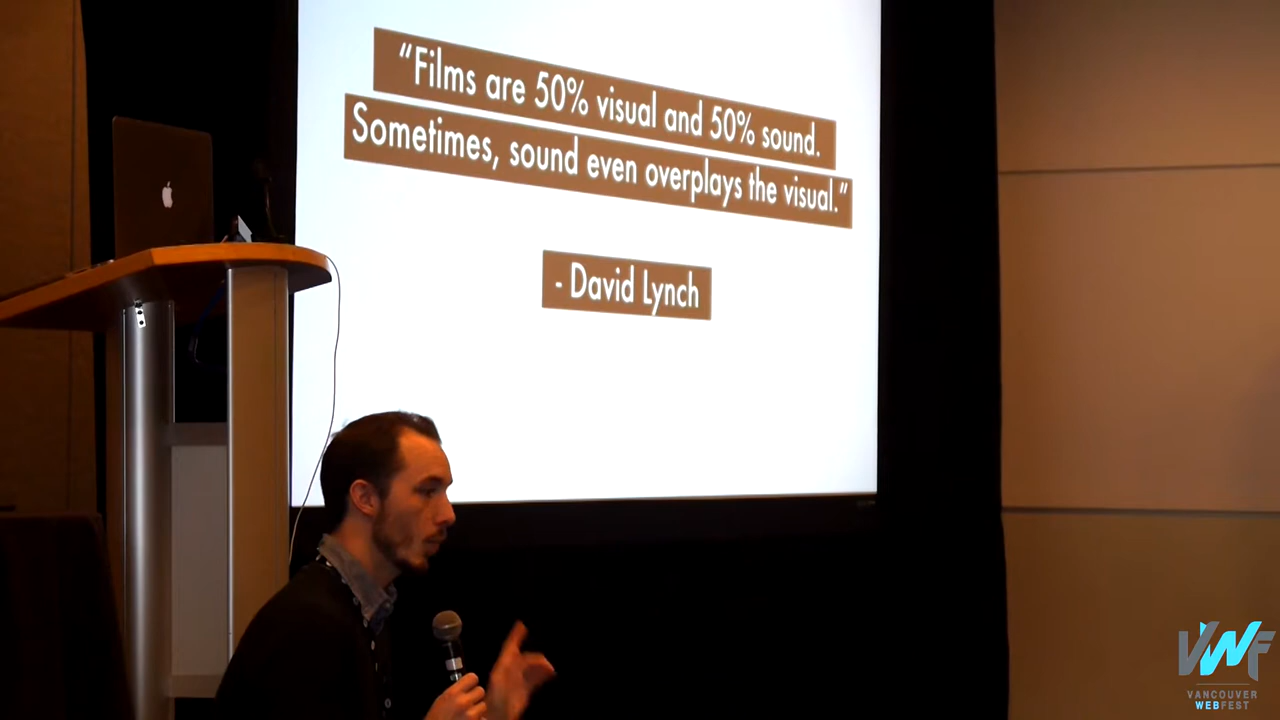 “Films are 50% visual and 50% sound.
Sometimes, sound even overplays the visual.”
- David Lynch
VWF
VANCOUVER
WEBFEST